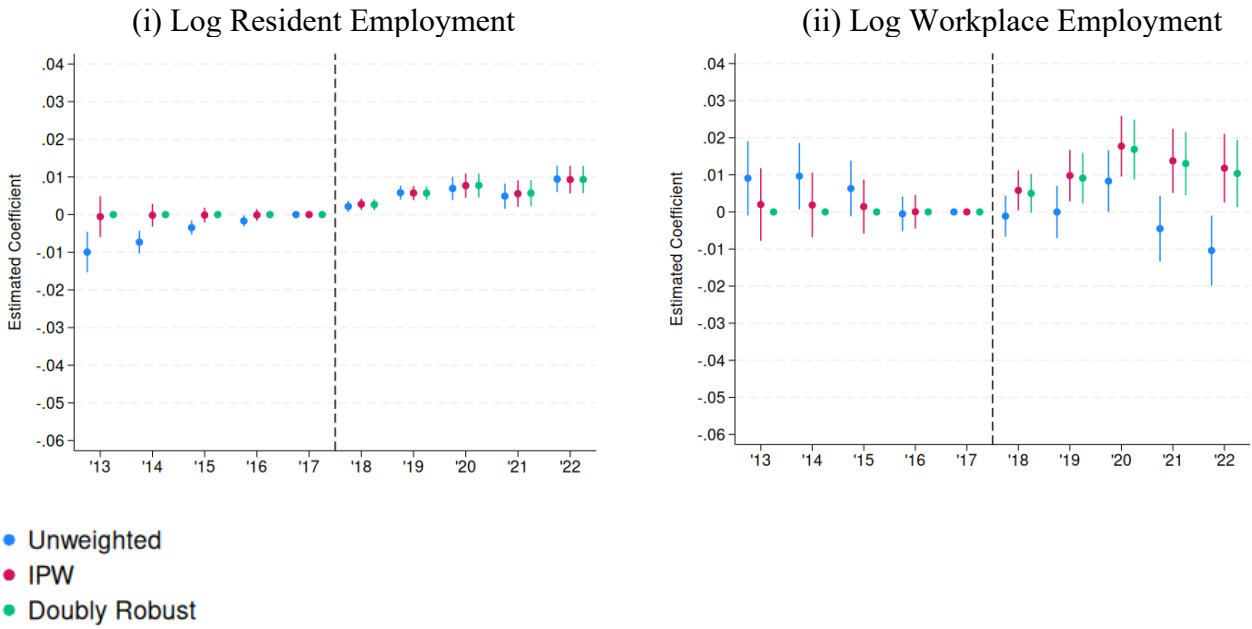 (i) Log Resident Employment
Estimated Coefficient
.04
.03
.02
.01
0
-.01
-.02
-.03
-.04
-.05
-.06
'13 '14 '15 '16 '17 '18 '19 '20 '21 '22
(ii) Log Workplace Employment
Estimated Coefficient
.04
.03
.02
.01
0
-.01
-.02
-.03
-.04
-.05
-.06
'13 '14 '15 '16 '17 '18 '19 '20 '21 '22
Unweighted
IPW
Doubly Robust